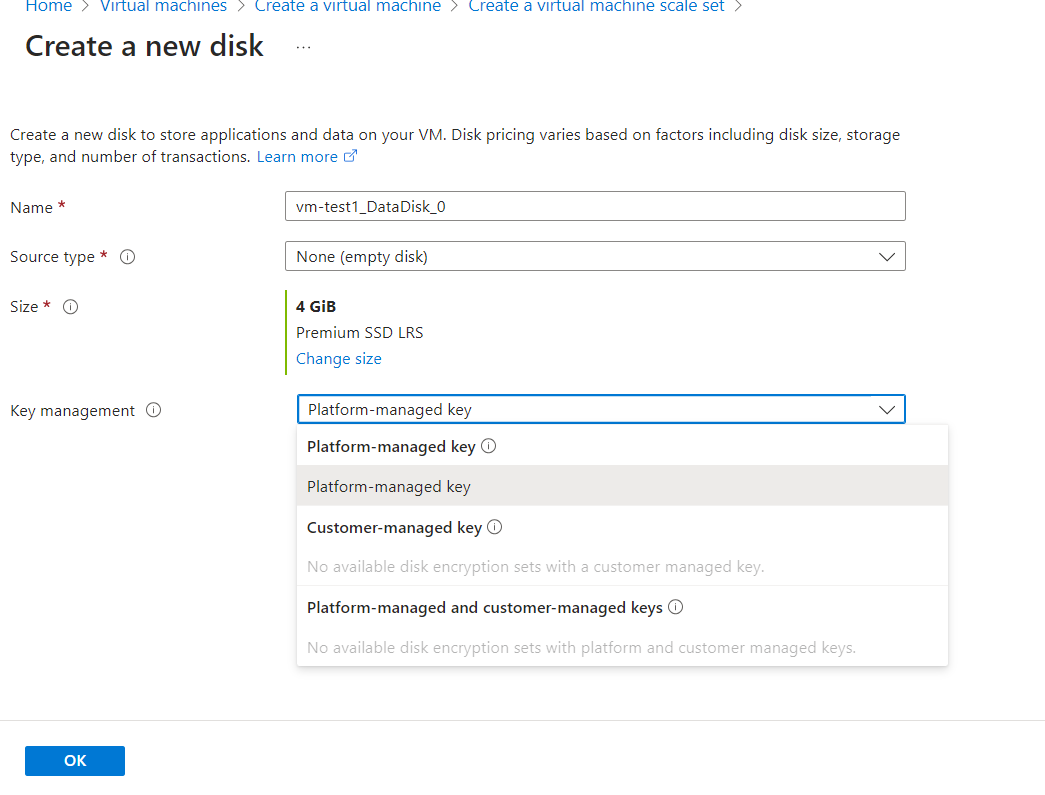 Home > Virtual machines > Create a virtual machine > Create a virtual machine scale set >
Create a new disk ...
Create a new disk to store applications and data on your VM. Disk pricing varies based on factors including disk size, storage
type, and number of transactions. Learn more
Name *
vm-test1_DataDisk_0
Source type *
None (empty disk)
Size *
4 GiB
Premium SSD LRS
Change size
Key management
Platform-managed key
Platform-managed key
Platform-managed key
Customer-managed key
No available disk encryption sets with a customer managed key.
Platform-managed and customer-managed keys
No available disk encryption sets with platform and customer managed keys.
OK